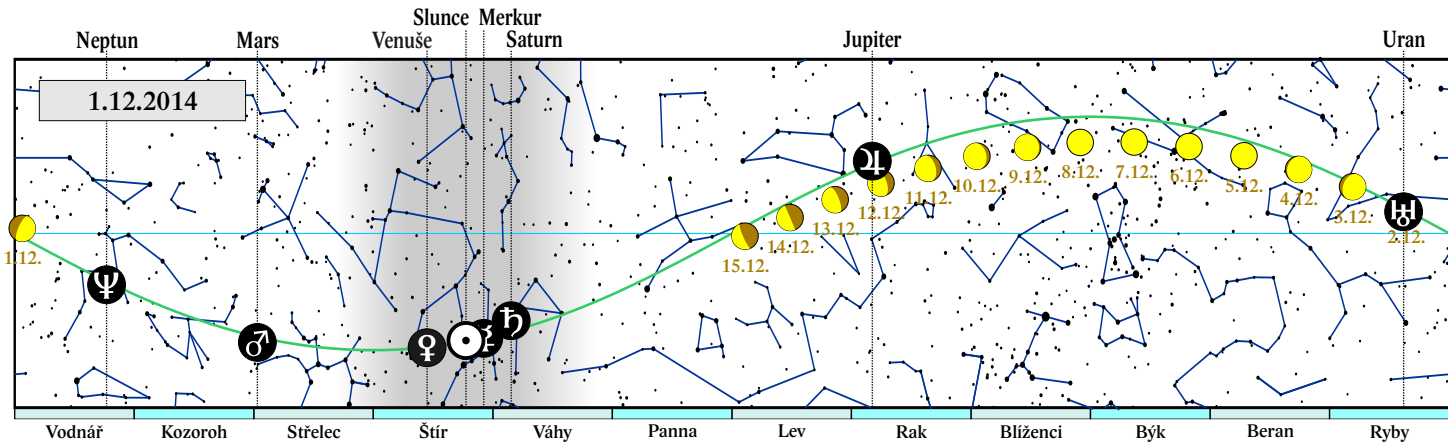 Slunce Merkur
Neptun Mars Venuše Saturn Jupiter Uran
1.12.2014
8.12. 7.12.
10.12. 9.12. 6.12.
11.12. 5.12.
12.12. 4.12.
13.12. 3.12.
14.12. 2.12.
1.12. 15.12.
Vodnář Kozoroh Střelec Štír Váhy Panna Lev Rak Blíženci Býk Beran Ryby